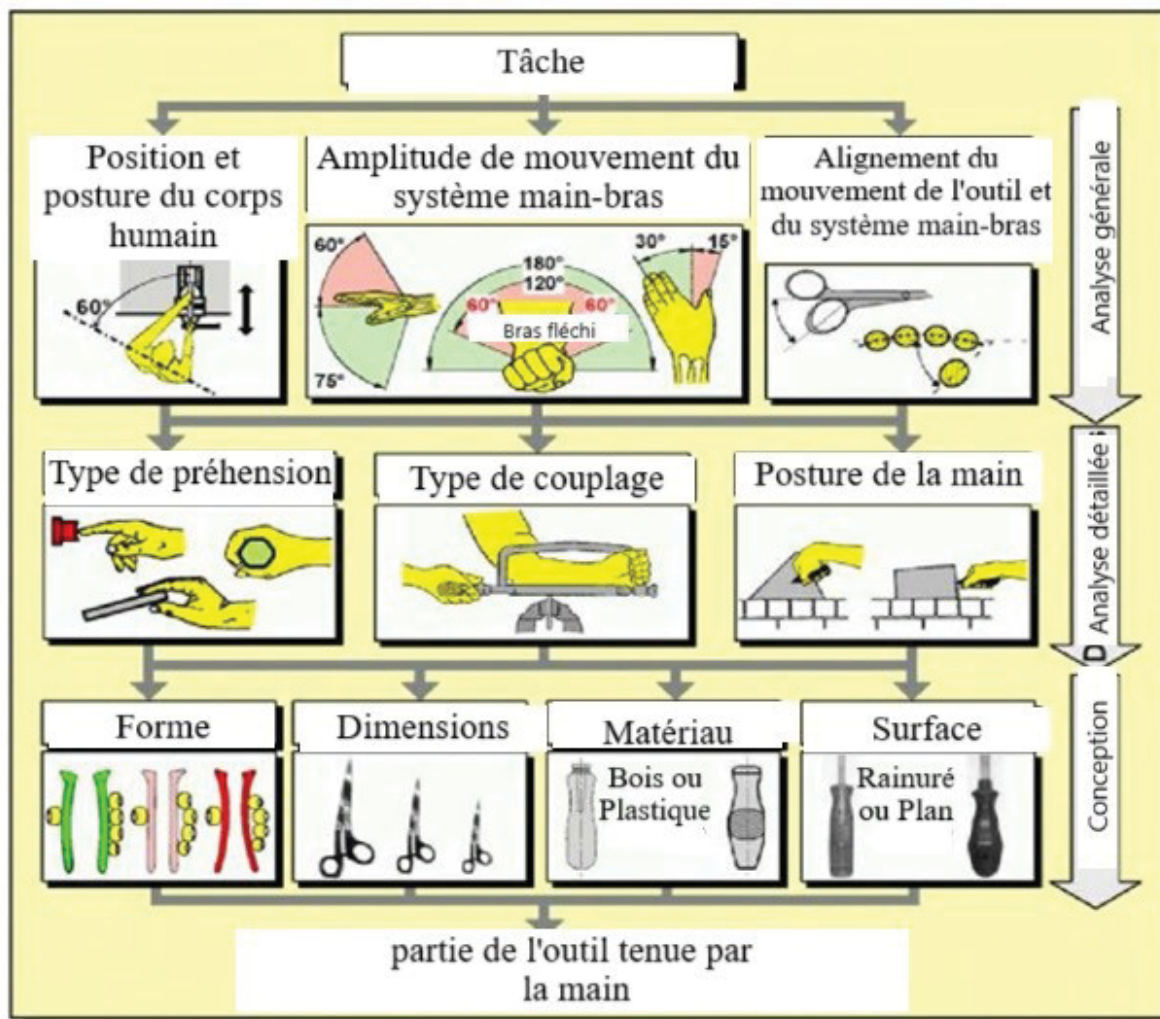 Tâche
Position et
posture du corps
humain
60°
Amplitude de mouvement du
système main-bras
60°
75°
180°
120°
60° 60°
Bras fléchi
30° 15°
Alignement du
mouvement de l'outil et
du système main-bras
Analyse générale
Type de préhension
Type de couplage
Posture de la main
D Analyse détaillée
Forme
Dimensions
Matériau
Bois ou
Plastique
Surface
Rainuré
ou Plan
Conception
partie de l'outil tenue par
la main